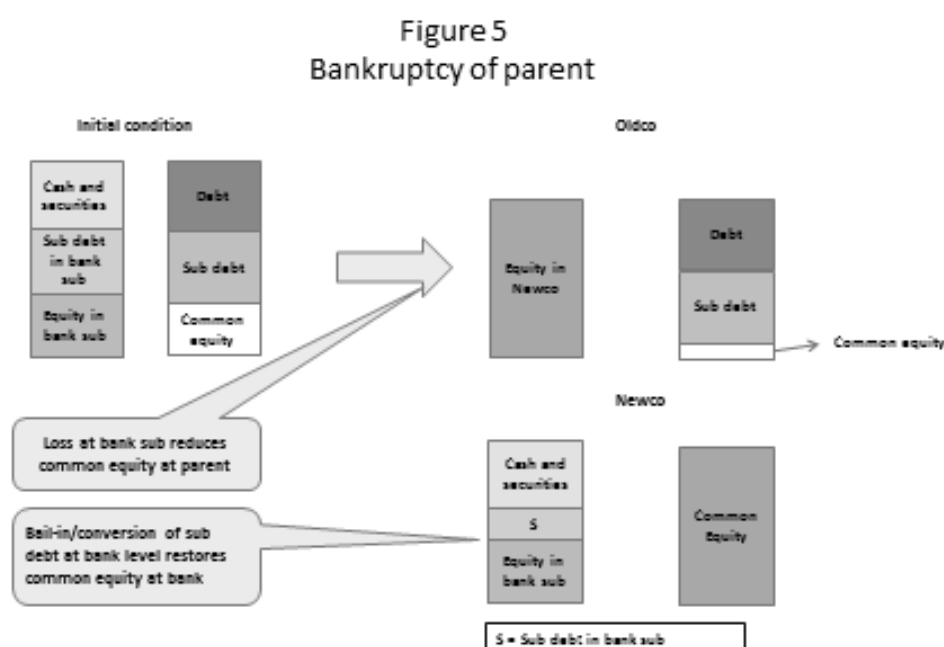 Figure 5
Bankruptcy of parent
Initial condition
Oldco
Cash and
securities
Sub debt
in bank
sub
Equity in
bank sub
Debt
Sub debt
Common
equity
Equity in
Newco
Debt
Sub debt
Common equity
Loss at bank sub reduces
common equity at parent
Bail-in/conversion of sub
debt at bank level restores
common equity at bank
Newco
Cash and
securities
S
Equity in
bank sub
Common
Equity
S = Sub debt in bank sub